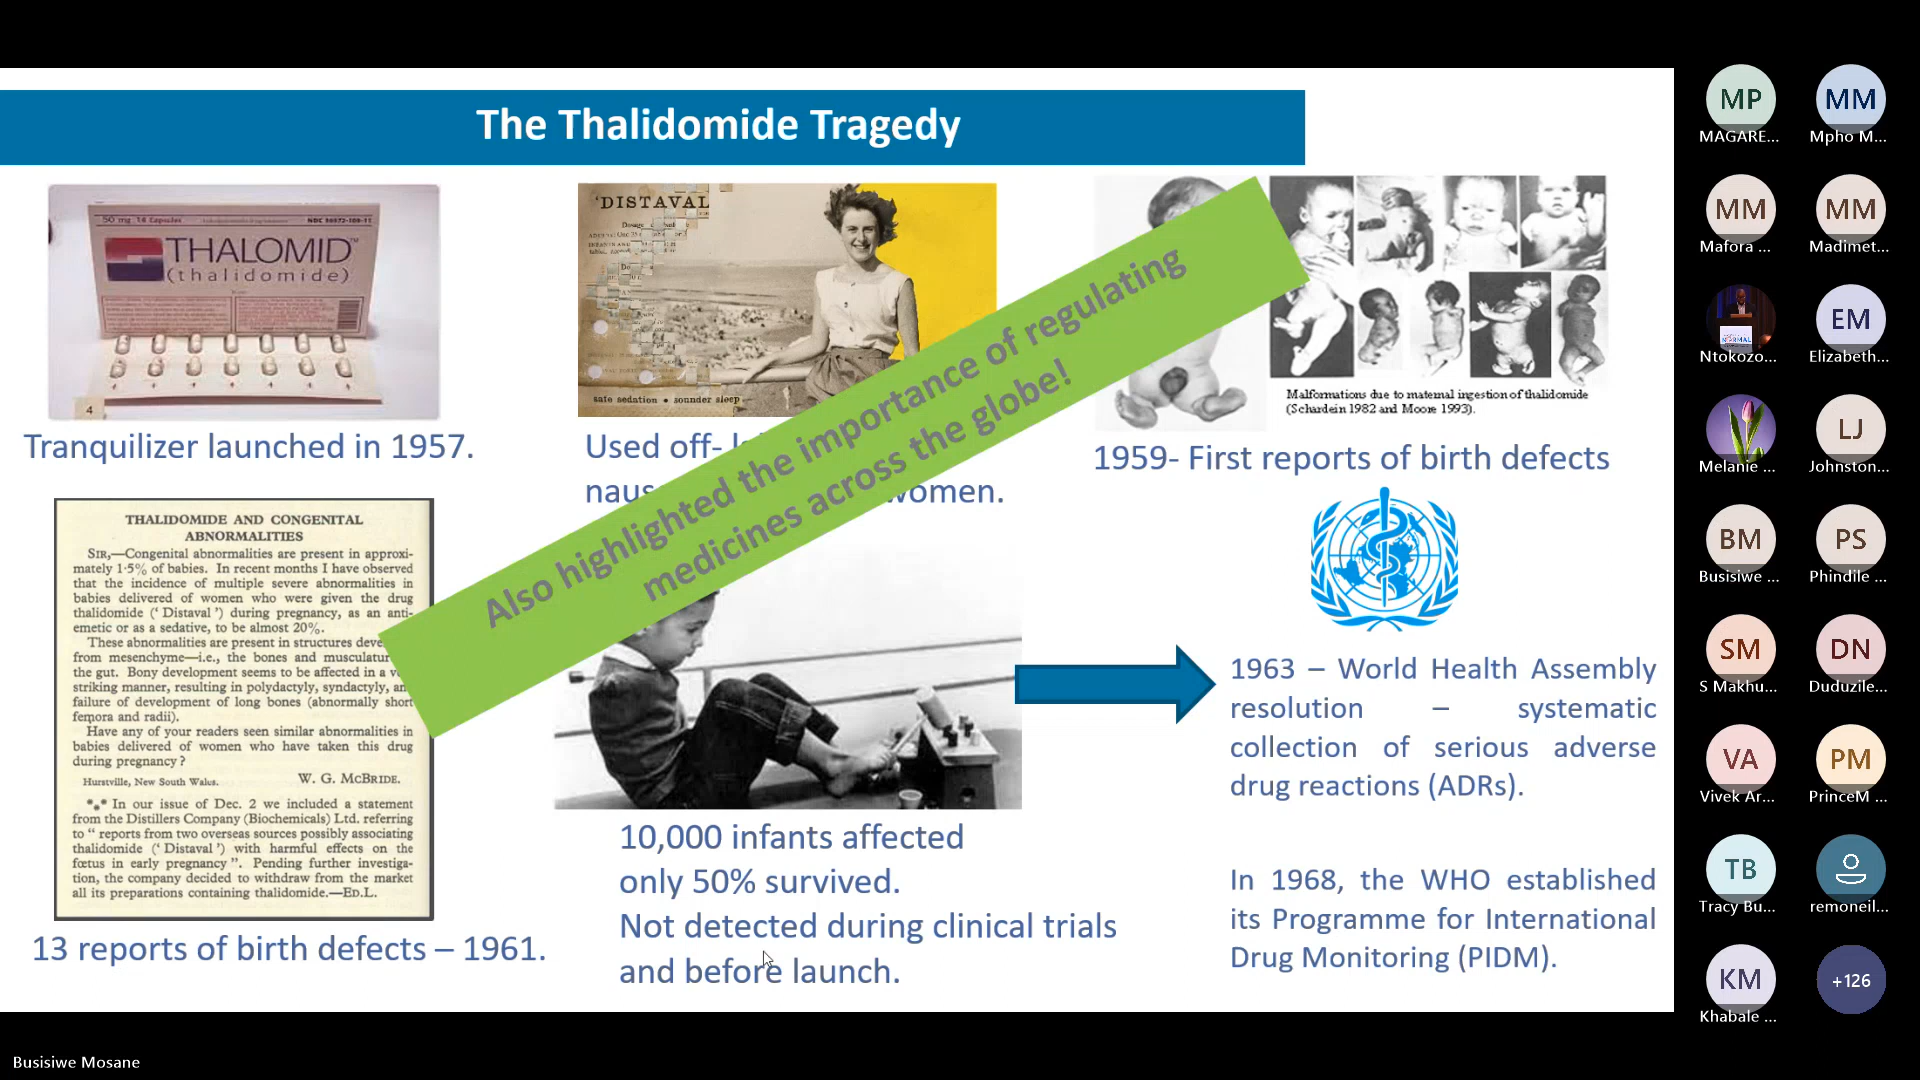 The Thalidomide Tragedy
50 mg 14 Capsules
THALOMID™
(thalidomide)
4
Tranquilizer launched in 1957.
'DISTAVAL
safe sedation • sounder sleep
Used off-
naus
women.
Malformations due to maternal ingestion of thalidomide
(Schardein 1982 and Moore 1993).
1959- First reports of birth defects
Also highlighted the importance of regulating
medicines across the globe!
THALIDOMIDE AND CONGENITAL
ABNORMALITIES
SIR,—Congenital abnormalities are present in approxi-
mately 1·5% of babies. In recent months I have observed
that the incidence of multiple severe abnormalities in
babies delivered of women who were given the drug
thalidomide (‘ Distaval ’) during pregnancy, as an anti-
emetic or as a sedative, to be almost 20%.
These abnormalities are present in structures deve
from mesenchyme—i.e., the bones and musculatur
the gut. Bony development seems to be affected in a v
striking manner, resulting in polydactyly, syndactyly, an
failure of development of long bones (abnormally short
femora and radii).
Have any of your readers seen similar abnormalities in
babies delivered of women who have taken this drug
during pregnancy ?
Hurstville, New South Wales.
W. G. MCBRIDE.
*** In our issue of Dec. 2 we included a statement
from the Distillers Company (Biochemicals) Ltd. referring
to “ reports from two overseas sources possibly associating
thalidomide (‘ Distaval ’) with harmful effects on the
fœtus in early pregnancy ”. Pending further investiga-
tion, the company decided to withdraw from the market
all its preparations containing thalidomide.—ED.L.
13 reports of birth defects – 1961.
10,000 infants affected
only 50% survived.
Not detected during clinical trials
and before launch.
1963 – World Health Assembly
resolution – systematic
collection of serious adverse
drug reactions (ADRs).
In 1968, the WHO established
its Programme for International
Drug Monitoring (PIDM).
MP
MAGARE...
MM
Mpho M...
MM
Mafora ...
MM
Madimet...
Ntokozo...
EM
Elizabeth...
Melanie ...
LJ
Johnston...
BM
Busisiwe ...
PS
Phindile ...
SM
S Makhu...
DN
Duduzile...
VA
Vivek Ar...
PM
PrinceM ...
TB
Tracy Bu...
remoneil...
KM
Khabale ...
+126
Busisiwe Mosane